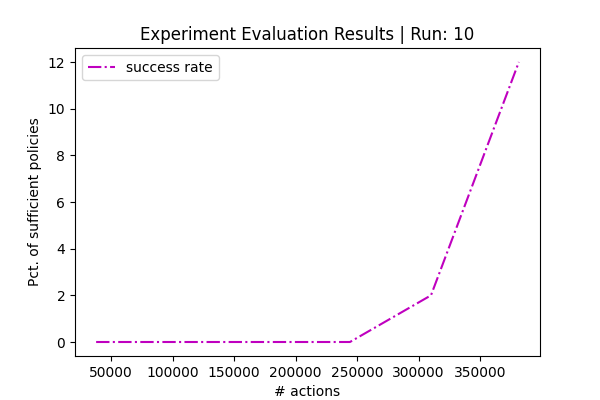 Experiment Evaluation Results | Run: 10
success rate
Pct. of sufficient policies
12
10
8
6
4
2
0
50000 100000 150000 200000 250000 300000 350000
# actions